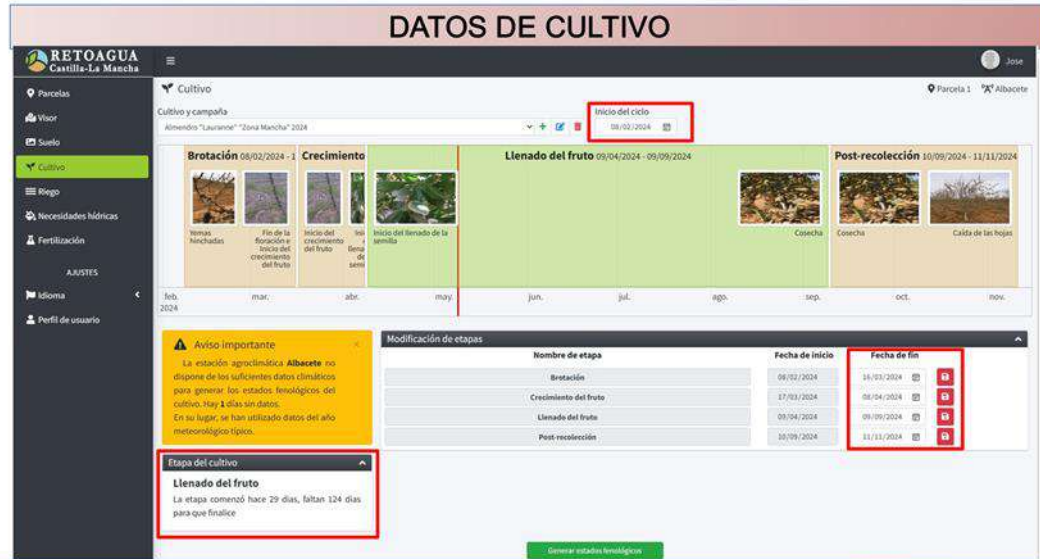 DATOS DE CULTIVO
RETOAGUA
Castilla-La Mancha
Jose
Parcelas
Visor
Suelo
Cultivo
Riego
Necesidades hídricas
Fertilización
AJUSTES
Idioma
Perfil de usuario
Cultivo
Parcela 1
Albacete
Cultivo y campaña
Inicio del ciclo
Almendro "Lauranne" "Zona Mancha" 2024
08/02/2024
Brotación 08/02/2024 - 1
Crecimiento
Llenado del fruto 09/04/2024 - 09/09/2024
Post-recolección 10/09/2024 - 11/11/2024
Yemas
hinchadas
Fin de la
floración e
Inicio del
crecimiento
del fruto
Inicio del
crecimiento
del fruto
Inicio del llenado de la
semilla
Cosecha
Cosecha
Caída de las hojas
feb.
mar.
abr.
may.
jun.
jul.
ago.
sep.
oct.
nov.
2024
Aviso importante
La estación agroclimática Albacete no
dispone de los suficientes datos climáticos
para generar los estados fenológicos del
cultivo. Hay 1 días sin datos.
En su lugar, se han utilizado datos del año
meteorológico típico.
Etapa del cultivo
Llenado del fruto
La etapa comenzó hace 29 días, faltan 124 días
para que finalice
Modificación de etapas
Nombre de etapa Fecha de inicio Fecha de fin
Brotación 08/02/2024 16/03/2024
Crecimiento del fruto 17/03/2024 08/04/2024
Llenado del fruto 09/04/2024 09/09/2024
Post-recolección 10/09/2024 11/11/2024
Generar estados fenológicos